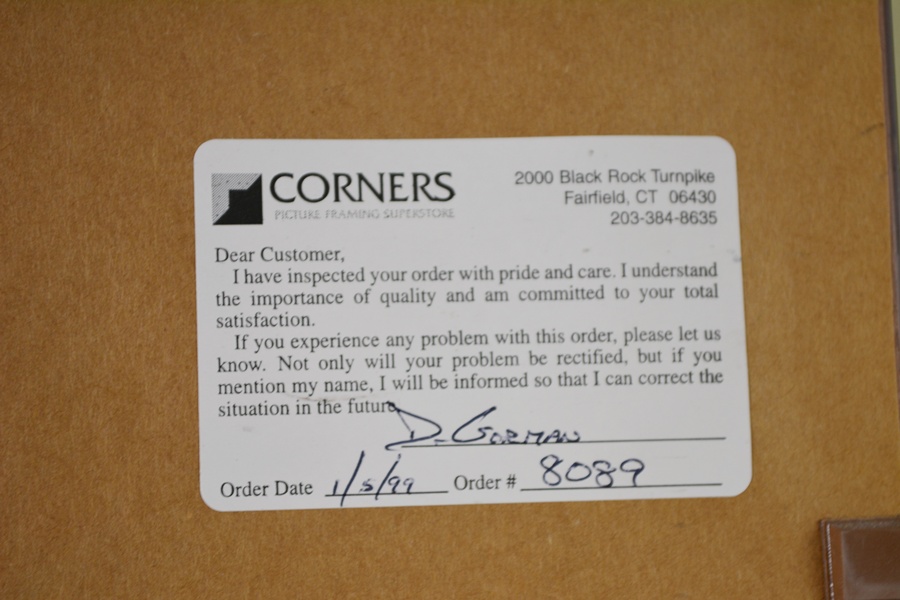 CORNERS
PICTURE FRAMING SUPERSTORE
2000 Black Rock Turnpike
Fairfield, CT 06430
203-384-8635
Dear Customer,
I have inspected your order with pride and care. I understand
the importance of quality and am committed to your total
satisfaction.
If you experience any problem with this order, please let us
know. Not only will your problem be rectified, but if you
mention my name, I will be informed so that I can correct the
situation in the future.
D. GORMAN
Order Date 1/5/99 Order # 8089